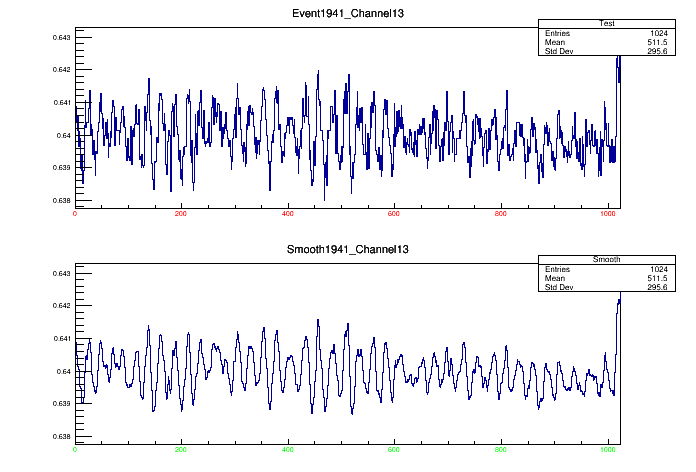 Event1941_Channel13
Test
Entries 1024
Mean 511.5
Std Dev 295.6
0.643
0.642
0.641
0.64
0.639
0.638
0 200 400 600 800 1000
Smooth1941_Channel13
Smooth
Entries 1024
Mean 511.5
Std Dev 295.6
0.643
0.642
0.641
0.64
0.639
0.638
0 200 400 600 800 1000